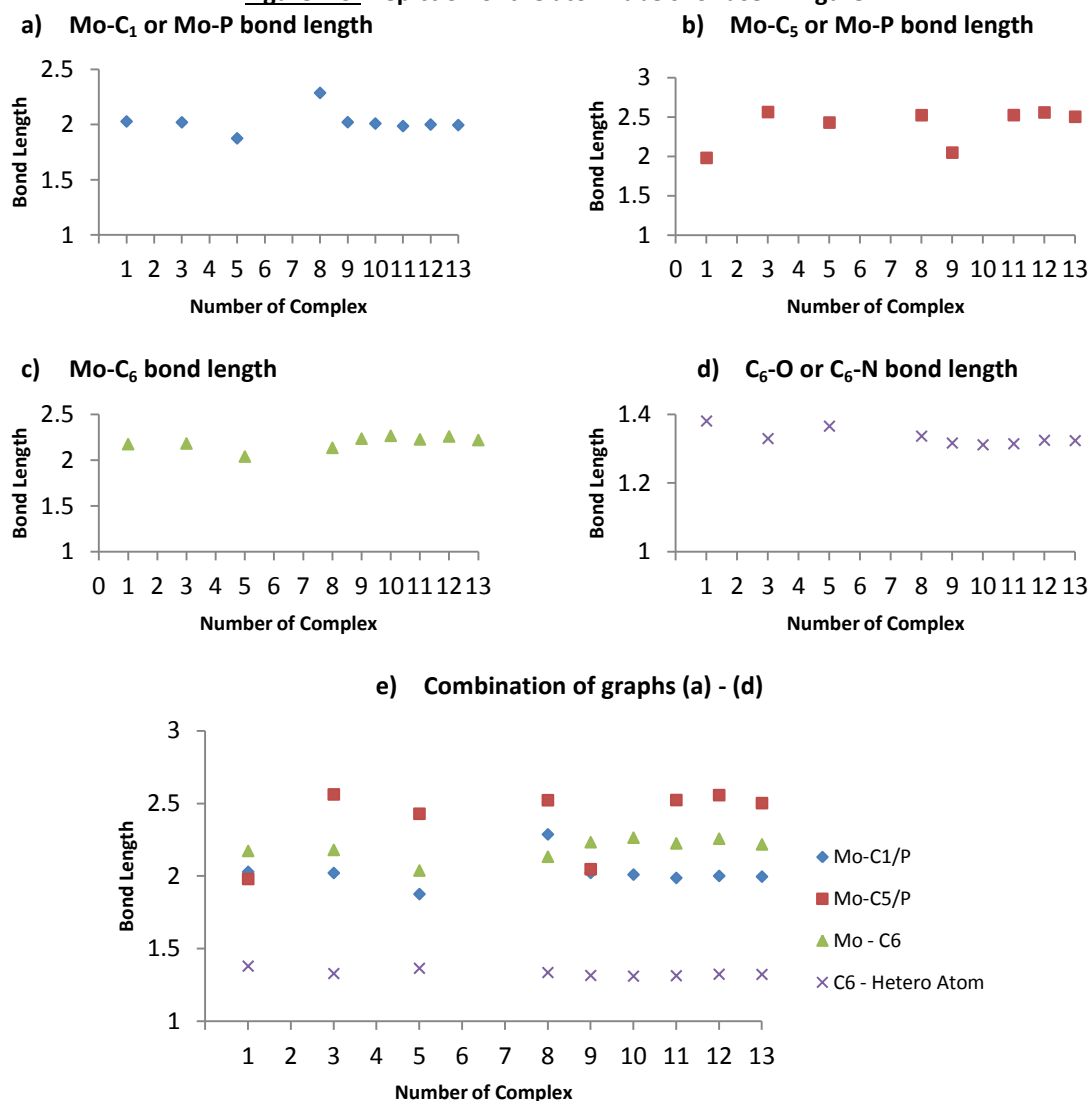 a) Mo-C₁ or Mo-P bond length
2.5
2
1.5
1
Bond Length
1 2 3 4 5 6 7 8 9 10 11 12 13
Number of Complex
b) Mo-C₅ or Mo-P bond length
3
2.5
2
1.5
1
Bond Length
0 1 2 3 4 5 6 7 8 9 10 11 12 13
Number of Complex
c) Mo-C₆ bond length
2.5
2
1.5
1
Bond Length
0 1 2 3 4 5 6 7 8 9 10 11 12 13
Number of Complex
d) C₆-O or C₆-N bond length
1.4
1.2
1
Bond Length
1 2 3 4 5 6 7 8 9 10 11 12 13
Number of Complex
e) Combination of graphs (a) - (d)
3
2.5
2
1.5
1
Bond Length
1 2 3 4 5 6 7 8 9 10 11 12 13
Number of Complex
Mo-C1/P
Mo-C5/P
Mo - C6
C6 - Hetero Atom